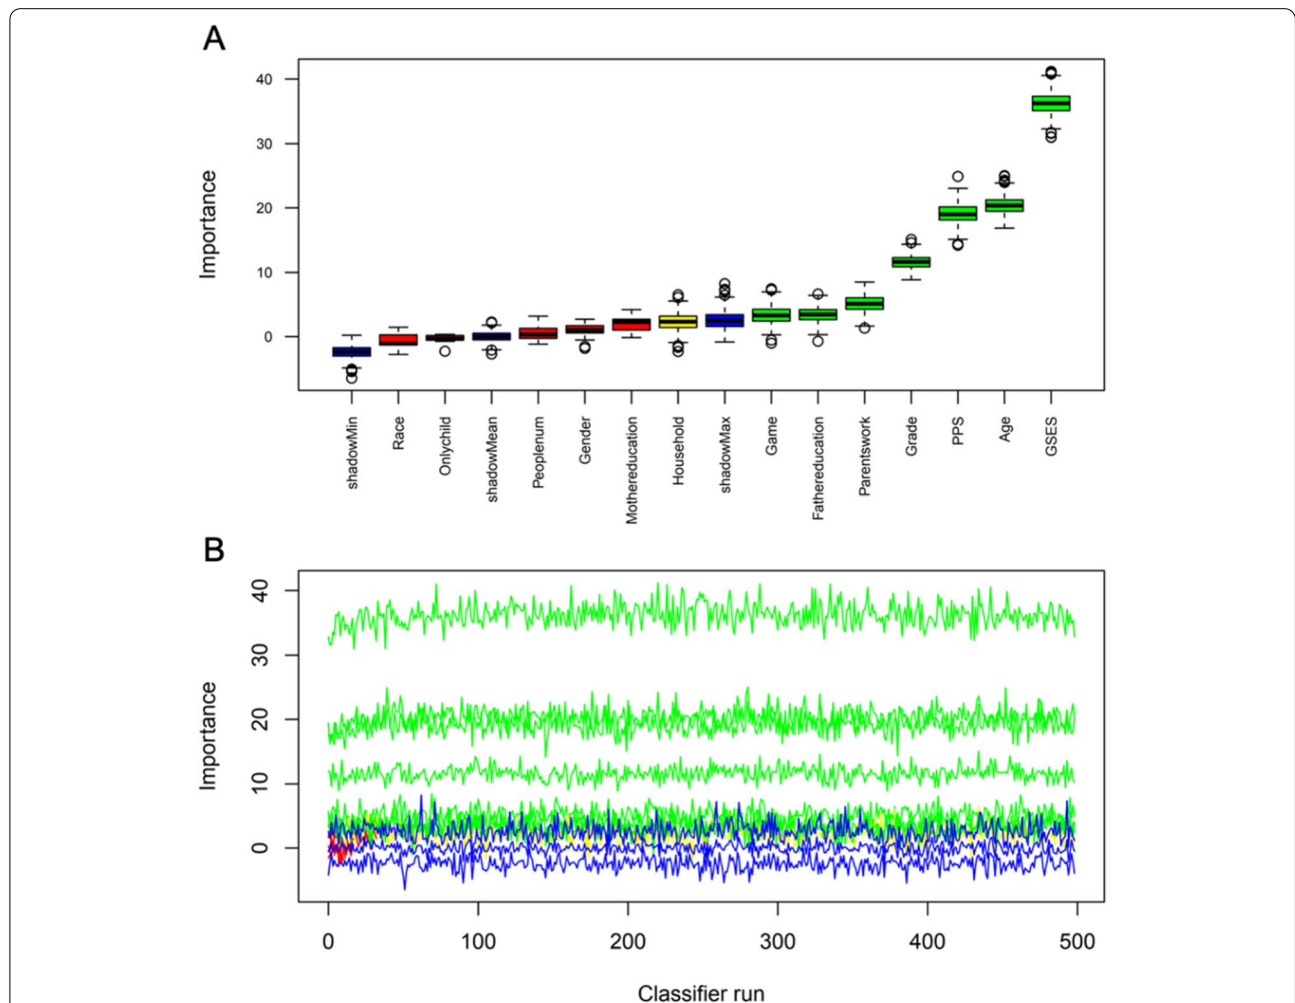 A
Importance
40
30
20
10
0
shadowMin
Race
Onlychild
shadowMean
Peoplenum
Gender
Mothereducation
Household
shadowMax
Game
Fathereducation
Parentswork
Grade
PPS
Age
GSES
B
Importance
40
30
20
10
0
0 100 200 300 400 500
Classifier run